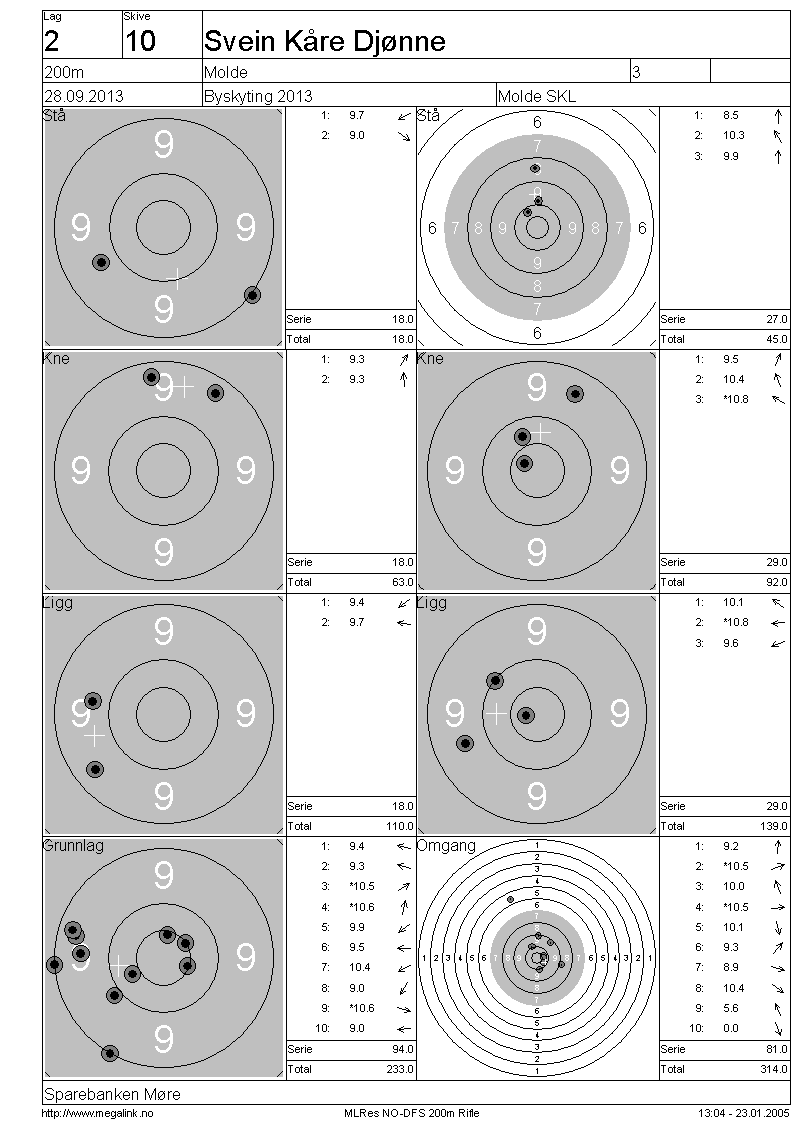 Lag Skive
2 10 Svein Kåre Djønne
200m Molde 3
28.09.2013 Byskyting 2013 Molde SKL
Stå
9
9 9
9
1: 9.7
2: 9.0
Serie 18.0
Total 18.0
Stå
6
7
8
9
6 7 8 9 9 8 7 6
9
8
7
6
1: 8.5
2: 10.3
3: 9.9
Serie 27.0
Total 45.0
Kne
9
9 9
9
1: 9.3
2: 9.3
Serie 18.0
Total 63.0
Kne
9
9 9
9
1: 9.5
2: 10.4
3: *10.8
Serie 29.0
Total 92.0
Ligg
9
9 9
9
1: 9.4
2: 9.7
Serie 18.0
Total 110.0
Ligg
9
9 9
9
1: 10.1
2: *10.8
3: 9.6
Serie 29.0
Total 139.0
Grunnlag
9
9 9
9
1: 9.4
2: 9.3
3: *10.5
4: *10.6
5: 9.9
6: 9.5
7: 10.4
8: 9.0
9: *10.6
10: 9.0
Serie 94.0
Total 233.0
Omgang
1
2
3
4
5
6
7
1 2 3 4 5 6 7 8 9 7 6 5 4 3 2 1
8
7
6
5
4
3
2
1
1: 9.2
2: *10.5
3: 10.0
4: *10.5
5: 10.1
6: 9.3
7: 8.9
8: 10.4
9: 5.6
10: 0.0
Serie 81.0
Total 314.0
Sparebanken Møre
http://www.megalink.no MLRes NO-DFS 200m Rifle 13:04 - 23.01.2005